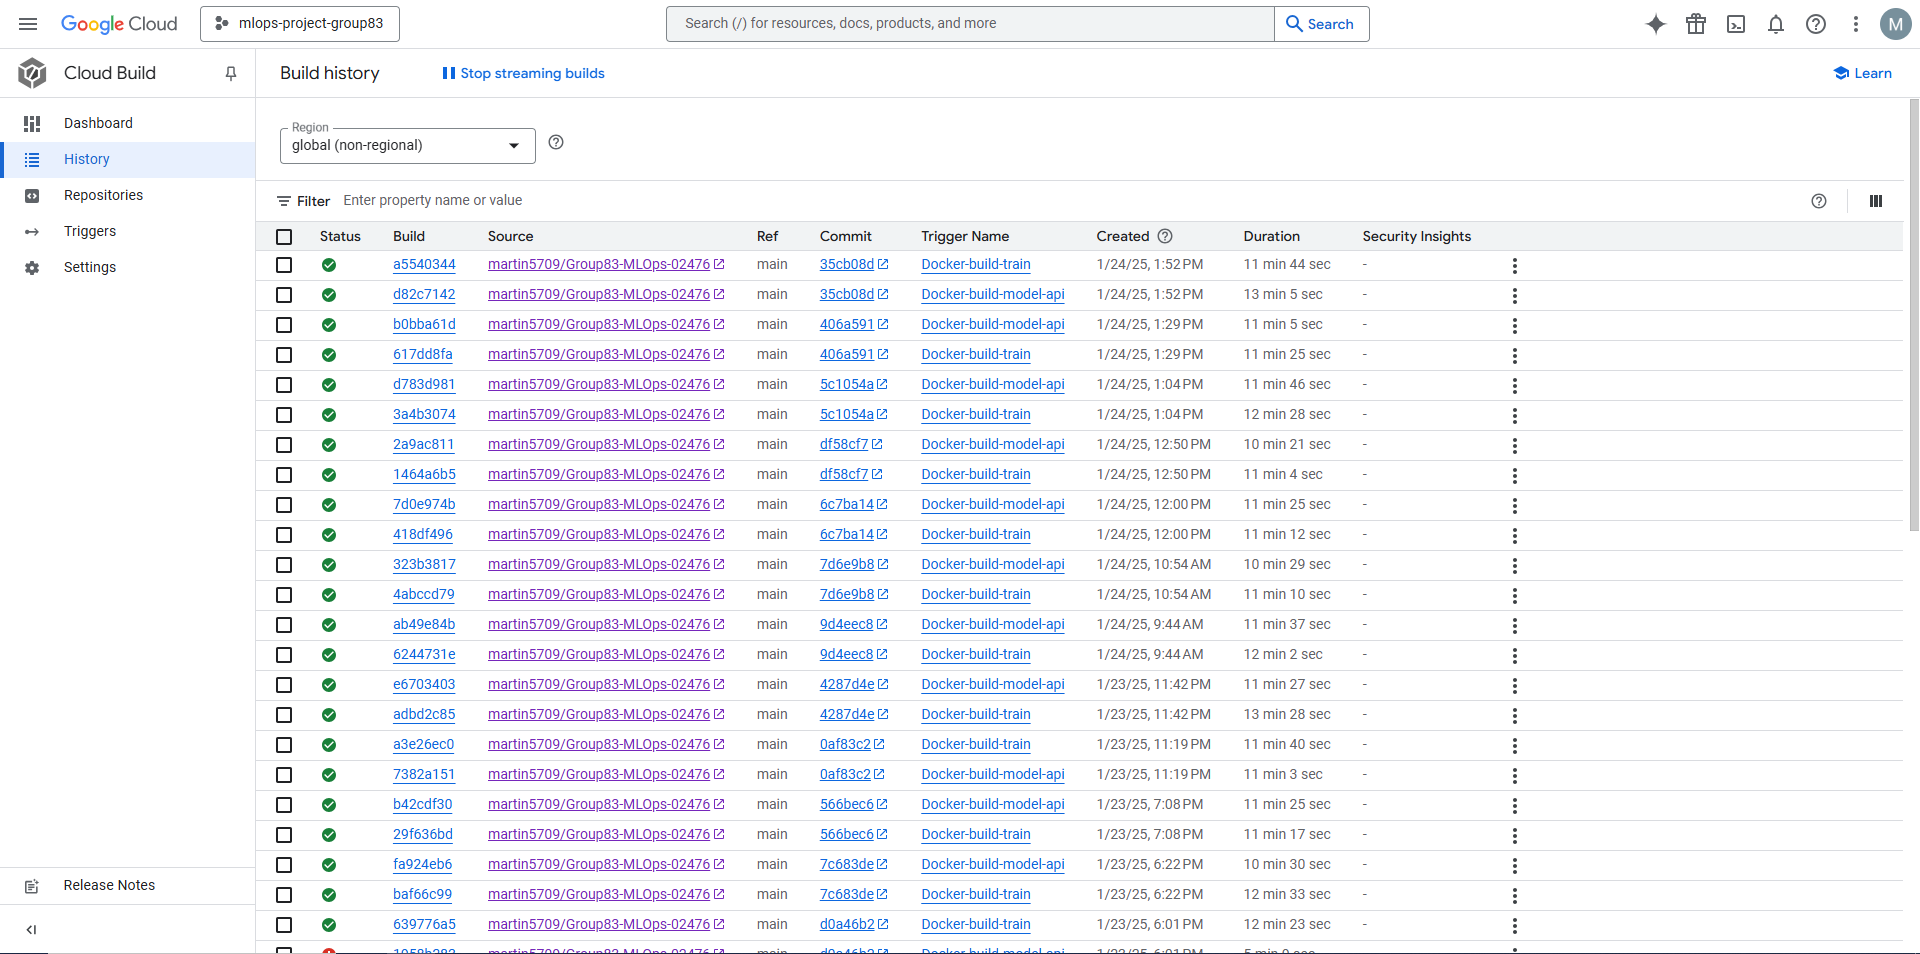 Google Cloud mlops-project-group83 Search (/) for resources, docs, products, and more Search M
Cloud Build
Dashboard
History
Repositories
Triggers
Settings
Release Notes
Build history Stop streaming builds Learn
Region
global (non-regional)
Filter Enter property name or value
Status Build Source Ref Commit Trigger Name Created Duration Security Insights
a5540344 martin5709/Group83-MLOps-02476 main 35cb08d Docker-build-train 1/24/25, 1:52 PM 11 min 44 sec -
d82c7142 martin5709/Group83-MLOps-02476 main 35cb08d Docker-build-model-api 1/24/25, 1:52 PM 13 min 5 sec -
b0bba61d martin5709/Group83-MLOps-02476 main 406a591 Docker-build-model-api 1/24/25, 1:29 PM 11 min 5 sec -
617dd8fa martin5709/Group83-MLOps-02476 main 406a591 Docker-build-train 1/24/25, 1:29 PM 11 min 25 sec -
d783d981 martin5709/Group83-MLOps-02476 main 5c1054a Docker-build-model-api 1/24/25, 1:04 PM 11 min 46 sec -
3a4b3074 martin5709/Group83-MLOps-02476 main 5c1054a Docker-build-train 1/24/25, 1:04 PM 12 min 28 sec -
2a9ac811 martin5709/Group83-MLOps-02476 main df58cf7 Docker-build-model-api 1/24/25, 12:50 PM 10 min 21 sec -
1464a6b5 martin5709/Group83-MLOps-02476 main df58cf7 Docker-build-train 1/24/25, 12:50 PM 11 min 4 sec -
7d0e974b martin5709/Group83-MLOps-02476 main 6c7ba14 Docker-build-model-api 1/24/25, 12:00 PM 11 min 25 sec -
418df496 martin5709/Group83-MLOps-02476 main 6c7ba14 Docker-build-train 1/24/25, 12:00 PM 11 min 12 sec -
323b3817 martin5709/Group83-MLOps-02476 main 7d6e9b8 Docker-build-model-api 1/24/25, 10:54 AM 10 min 29 sec -
4abccd79 martin5709/Group83-MLOps-02476 main 7d6e9b8 Docker-build-train 1/24/25, 10:54 AM 11 min 10 sec -
ab49e84b martin5709/Group83-MLOps-02476 main 9d4eec8 Docker-build-model-api 1/24/25, 9:44 AM 11 min 37 sec -
6244731e martin5709/Group83-MLOps-02476 main 9d4eec8 Docker-build-train 1/24/25, 9:44 AM 12 min 2 sec -
e6703403 martin5709/Group83-MLOps-02476 main 4287d4e Docker-build-model-api 1/23/25, 11:42 PM 11 min 27 sec -
adbd2c85 martin5709/Group83-MLOps-02476 main 4287d4e Docker-build-train 1/23/25, 11:42 PM 13 min 28 sec -
a3e26ec0 martin5709/Group83-MLOps-02476 main 0af83c2 Docker-build-train 1/23/25, 11:19 PM 11 min 40 sec -
7382a151 martin5709/Group83-MLOps-02476 main 0af83c2 Docker-build-model-api 1/23/25, 11:19 PM 11 min 3 sec -
b42cdf30 martin5709/Group83-MLOps-02476 main 566bec6 Docker-build-model-api 1/23/25, 7:08 PM 11 min 25 sec -
29f636bd martin5709/Group83-MLOps-02476 main 566bec6 Docker-build-train 1/23/25, 7:08 PM 11 min 17 sec -
fa924eb6 martin5709/Group83-MLOps-02476 main 7c683de Docker-build-model-api 1/23/25, 6:22 PM 10 min 30 sec -
baf66c99 martin5709/Group83-MLOps-02476 main 7c683de Docker-build-train 1/23/25, 6:22 PM 12 min 33 sec -
639776a5 martin5709/Group83-MLOps-02476 main d0a46b2 Docker-build-train 1/23/25, 6:01 PM 12 min 23 sec -
martin5709/Group83-MLOps-02476 main d0a46b2 Docker-build-model-api 1/23/25, 6:01 PM